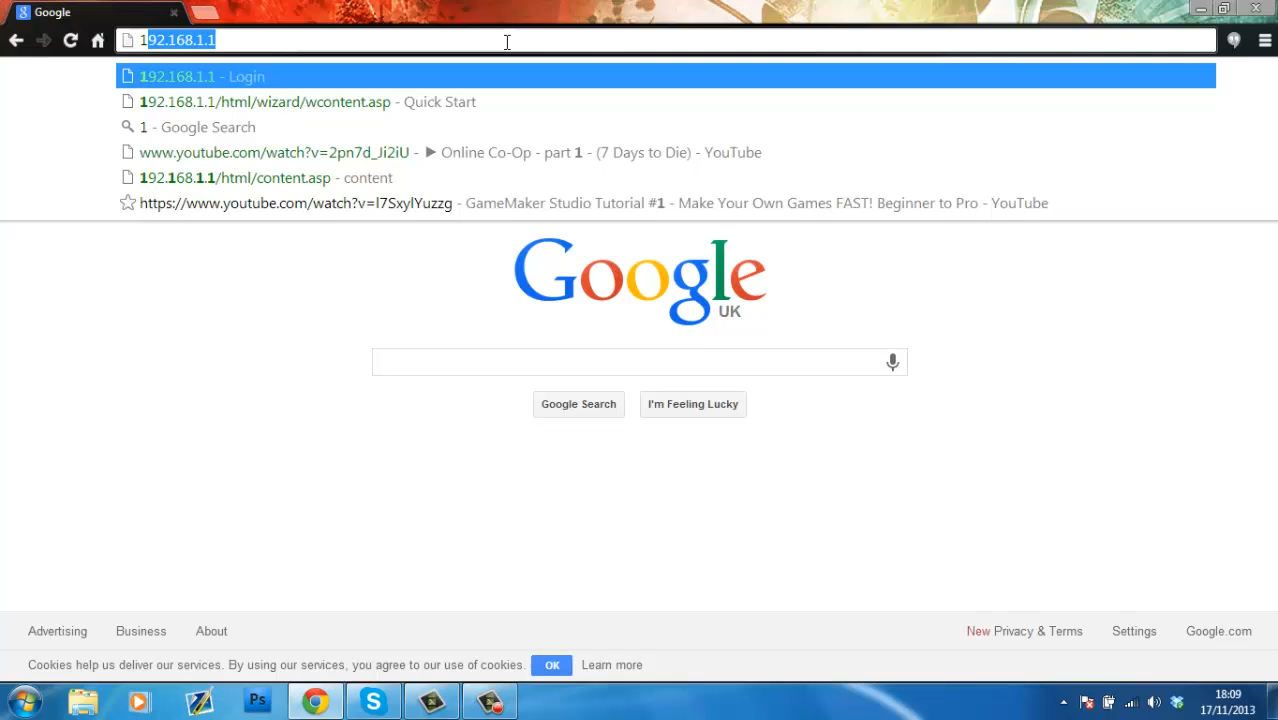 Google
192.168.1.1
192.168.1.1 - Login
192.168.1.1/html/wizard/wcontent.asp - Quick Start
1 - Google Search
www.youtube.com/watch?v=2pn7d_Ji2iU - ▶ Online Co-Op - part 1 - (7 Days to Die) - YouTube
192.168.1.1/html/content.asp - content
https://www.youtube.com/watch?v=l7SxylYuzzg - GameMaker Studio Tutorial #1 - Make Your Own Games FAST! Beginner to Pro - YouTube
Google
UK
Google Search I'm Feeling Lucky
Advertising Business About New Privacy & Terms Settings Google.com
Cookies help us deliver our services. By using our services, you agree to our use of cookies. OK Learn more
Ps
18:09
17/11/2013